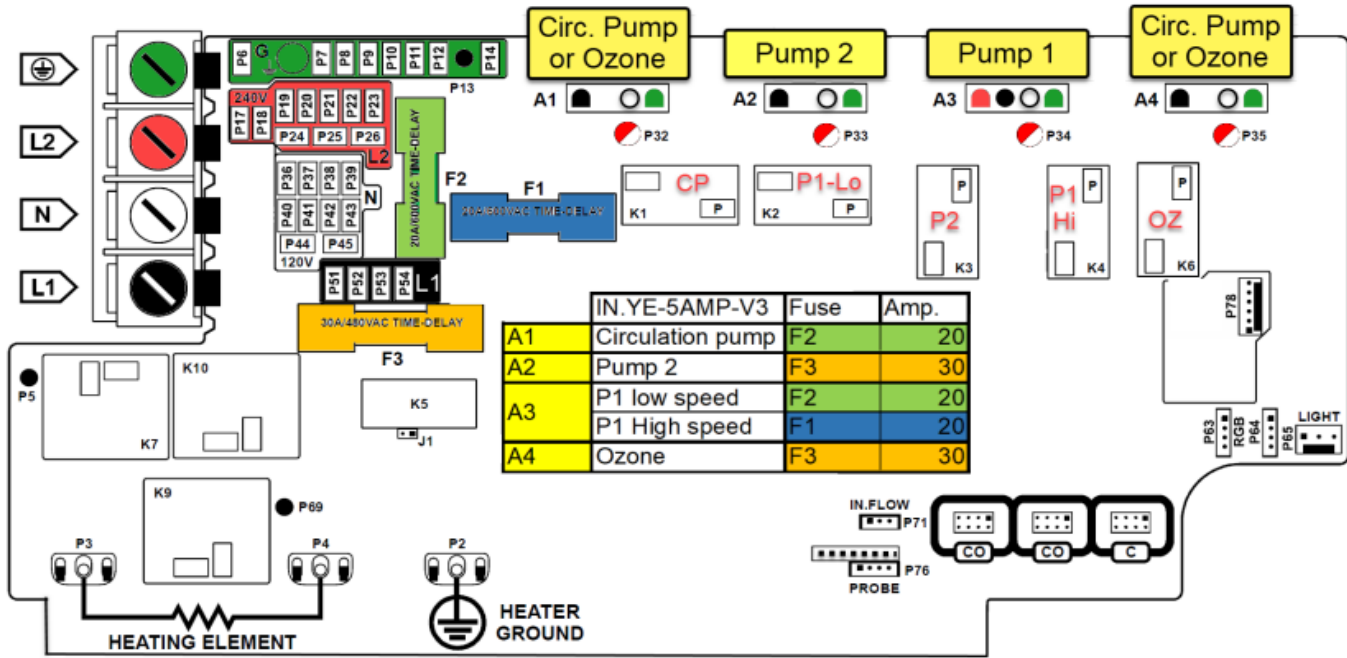 Circ. Pump
or Ozone
Pump 2
Pump 1
Circ. Pump
or Ozone
P6
G
P7
P8
P9
P10
P11
P12
P14
P13
A1
A2
A3
A4
P32
P33
P34
P35
L2
N
L1
240V
P17
P18
P19
P20
P21
P22
P23
P24
P25
P26
L2
P36
P37
P38
P39
N
P40
P41
P42
P43
P44
P45
120V
20A/600VAC TIME-DELAY
F2
F1
20A/600VAC TIME-DELAY
CP
K1
P
P1-Lo
K2
P
P
P2
K3
P
P1
Hi
K4
P
OZ
K6
P51
P52
P53
P54
L1
30A/480VAC TIME-DELAY
F3
P78
IN.YE-5AMP-V3 Fuse Amp.
A1 Circulation pump F2 20
A2 Pump 2 F3 30
A3 P1 low speed F2 20
P1 High speed F1 20
A4 Ozone F3 30
P5
K7
K10
K5
J1
P63
RGB
P64
P65
LIGHT
K9
P69
IN.FLOW
P71
CO
CO
C
P76
PROBE
P3
P4
P2
HEATING ELEMENT
HEATER
GROUND